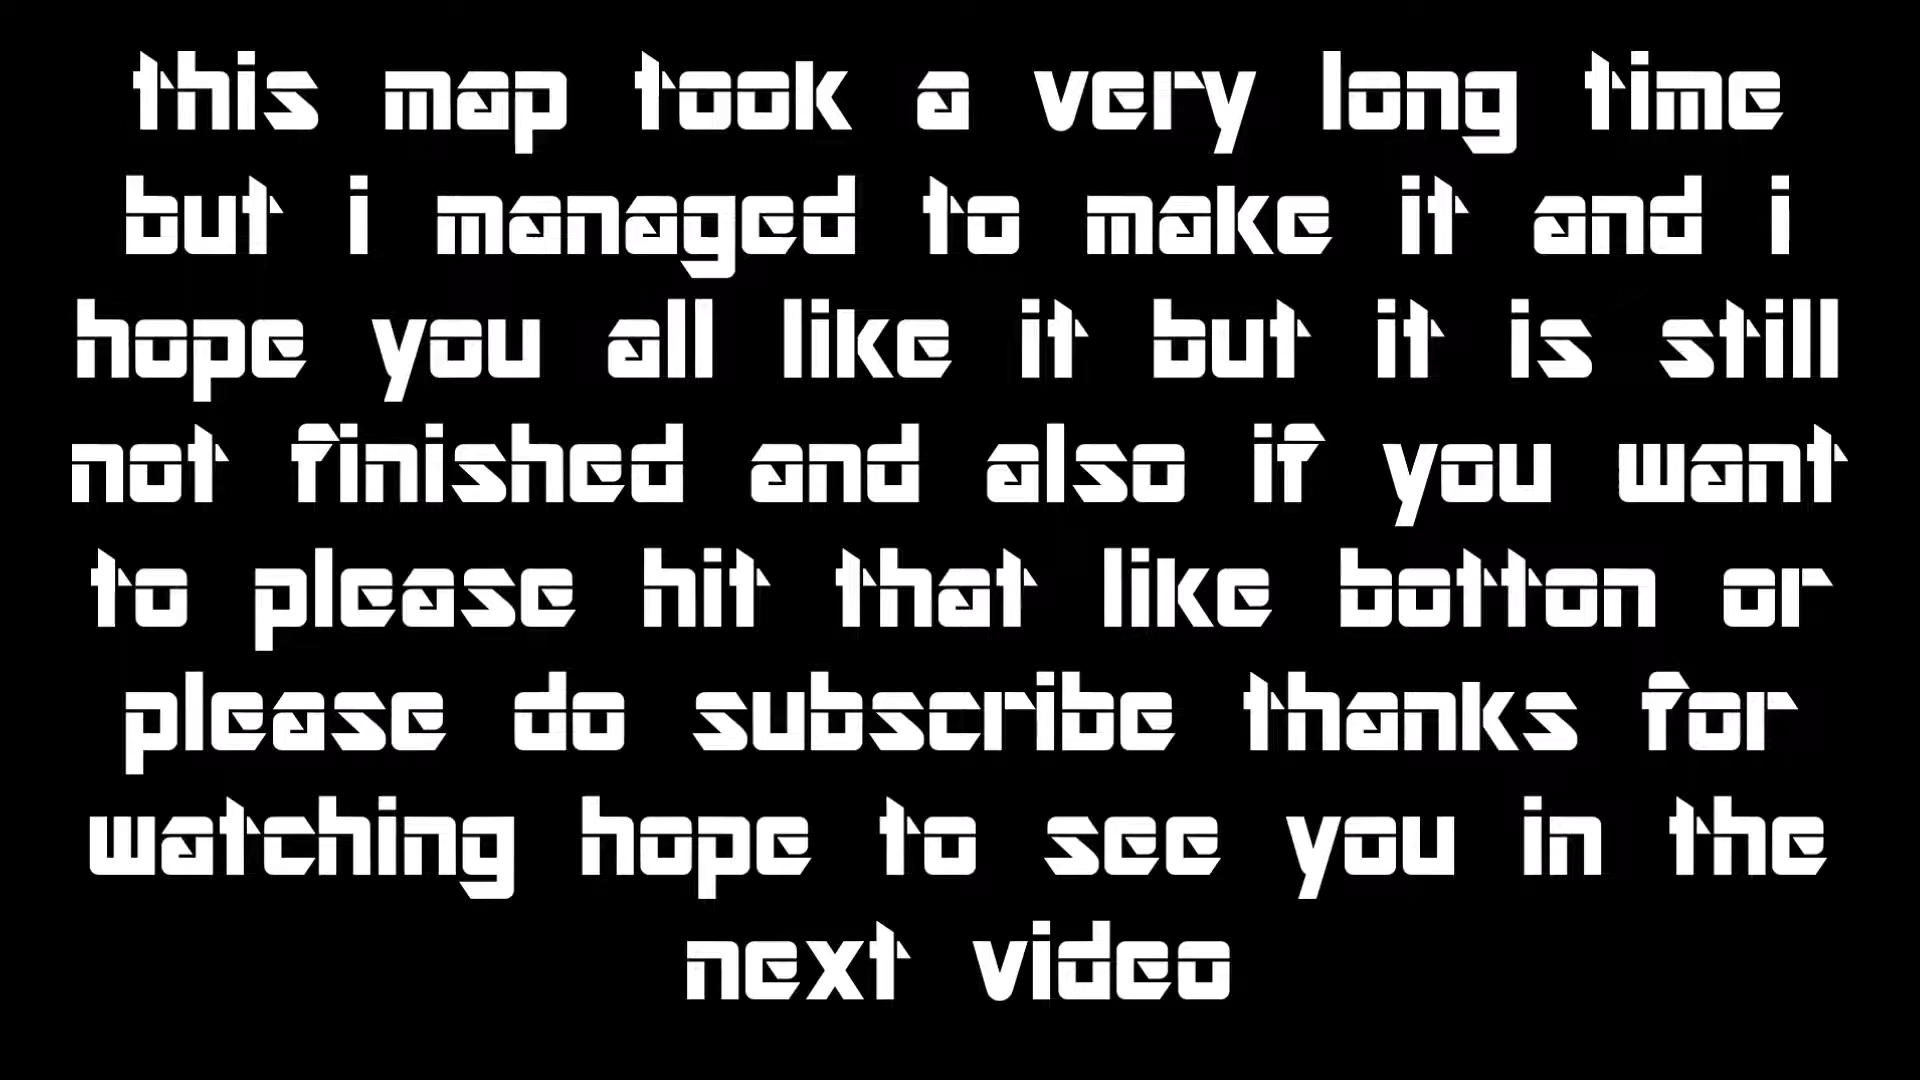 this map took a very long time
but i managed to make it and i
hope you all like it but it is still
not finished and also if you want
to please hit that like botton or
please do subscribe thanks for
watching hope to see you in the
next video